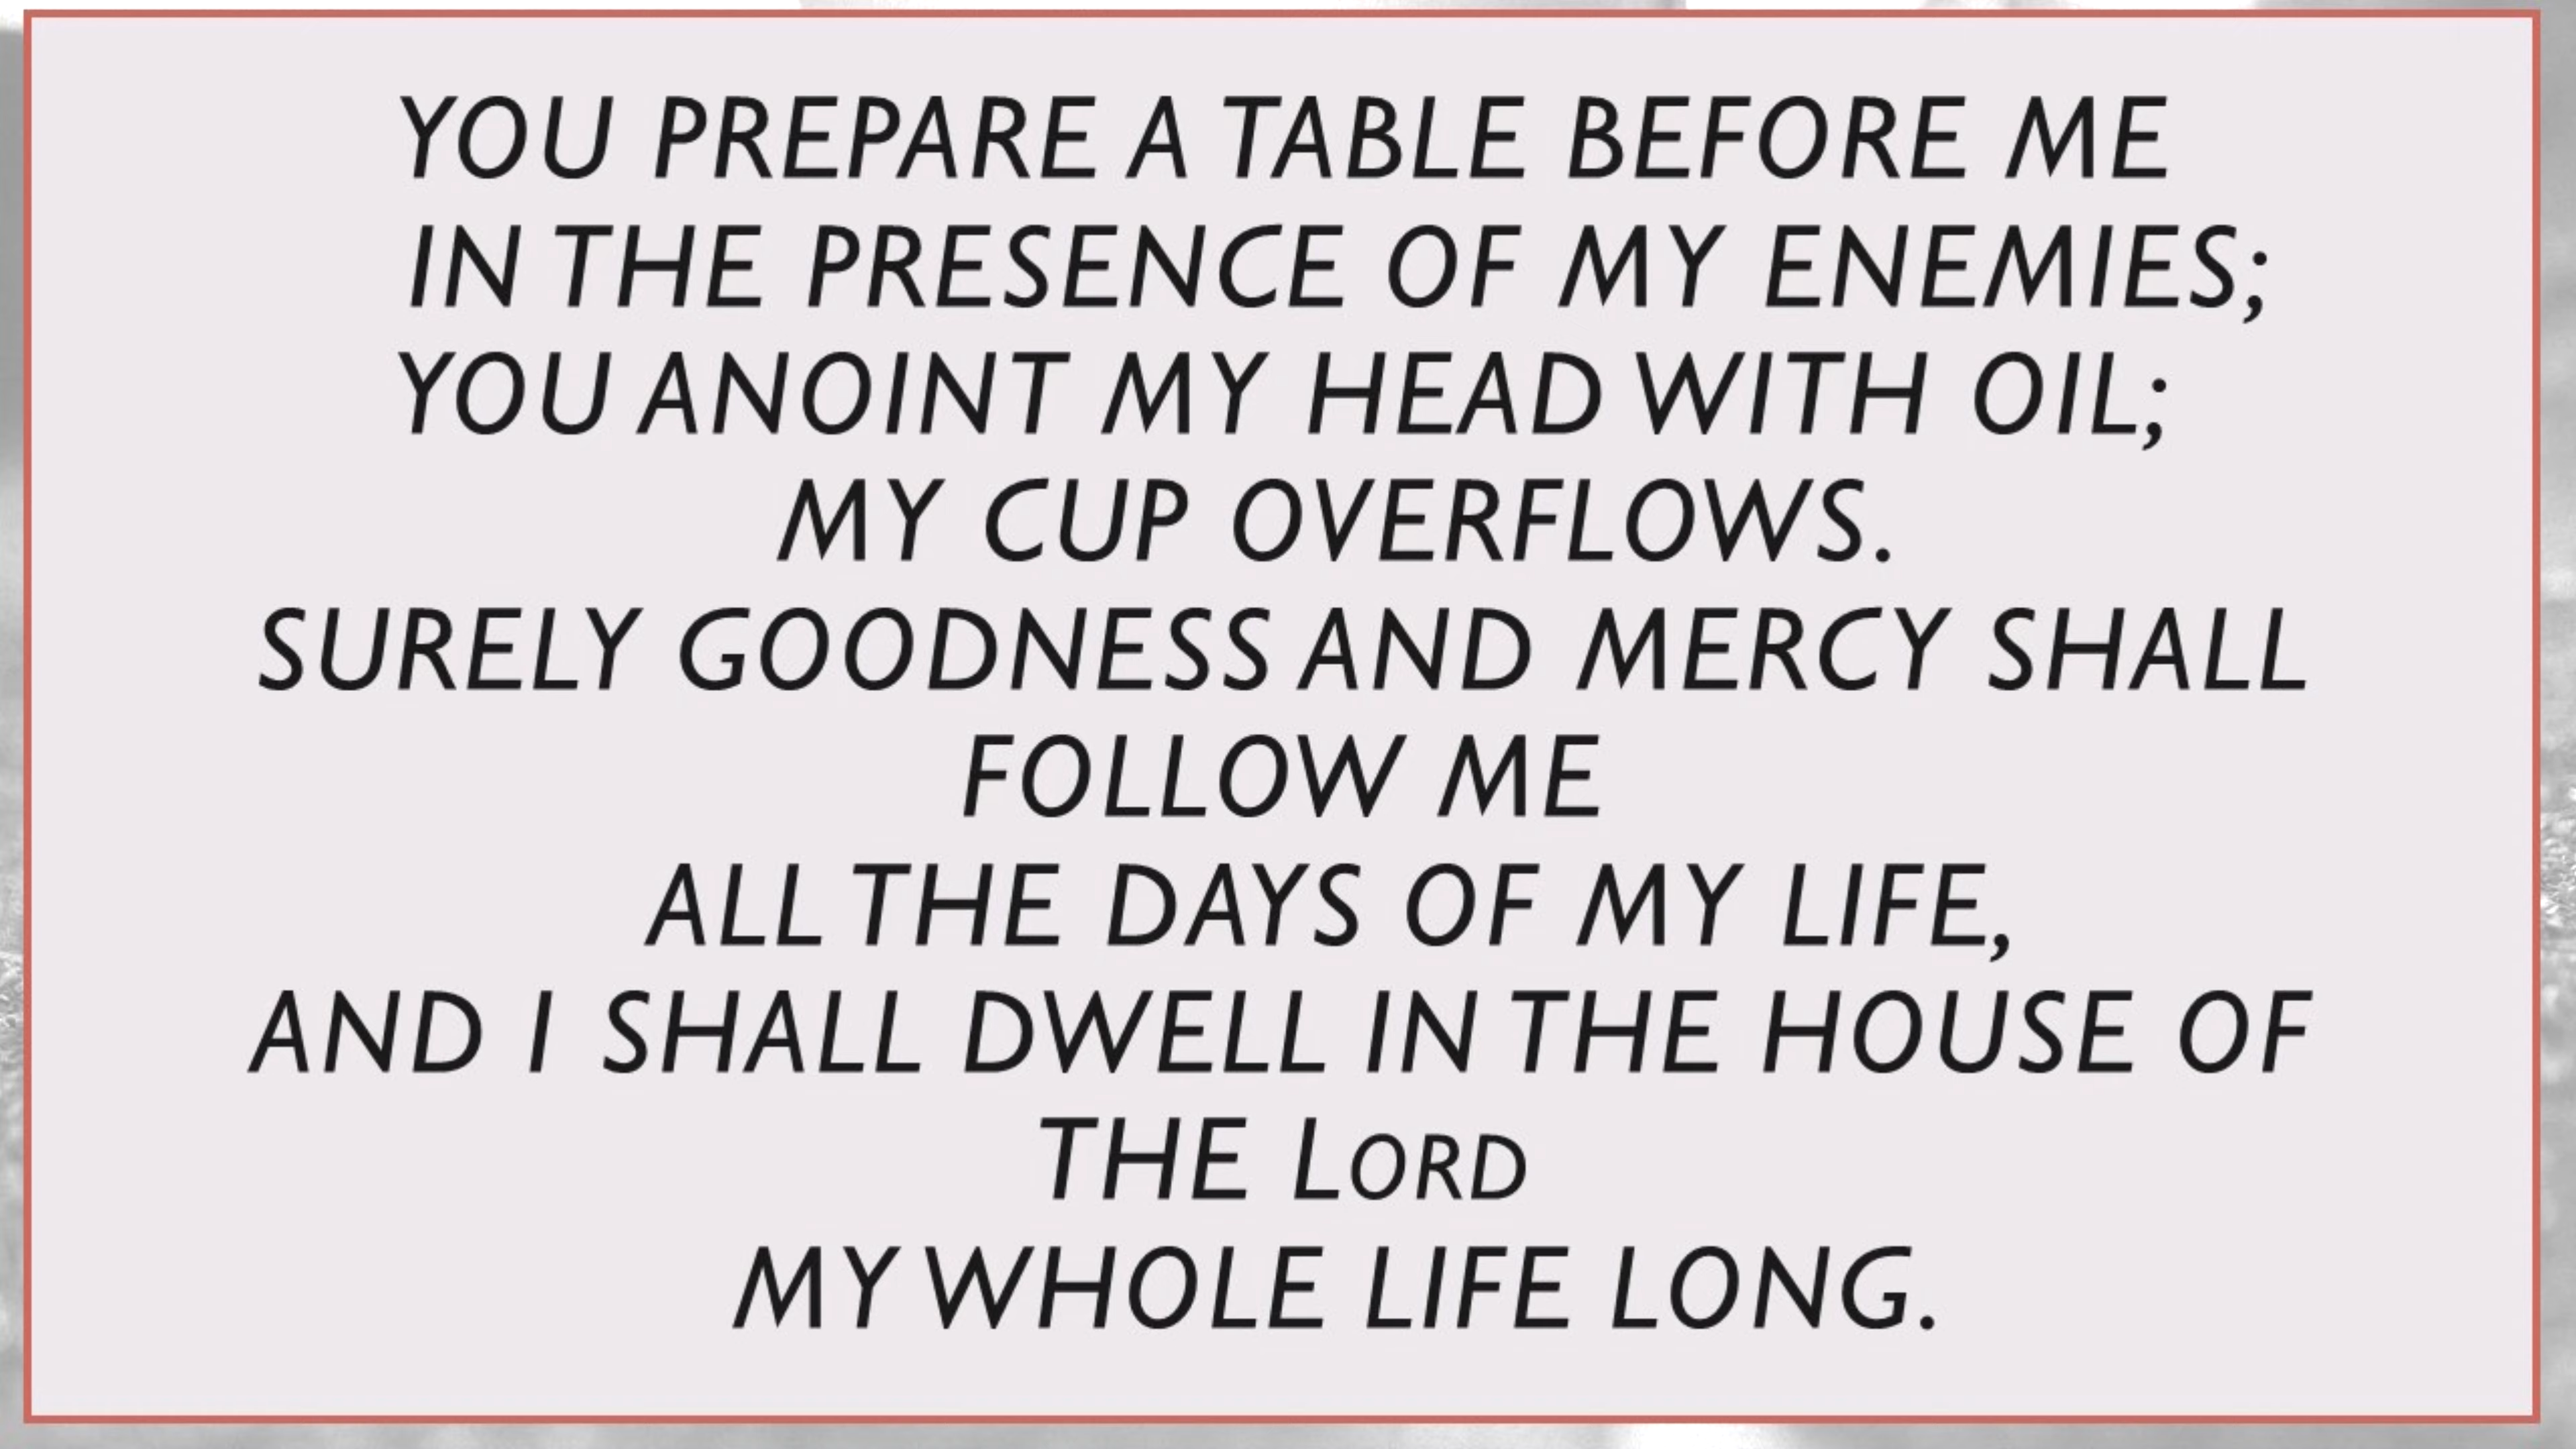 YOU PREPARE A TABLE BEFORE ME
IN THE PRESENCE OF MY ENEMIES;
YOU ANOINT MY HEAD WITH OIL;
MY CUP OVERFLOWS.
SURELY GOODNESS AND MERCY SHALL
FOLLOW ME
ALL THE DAYS OF MY LIFE,
AND I SHALL DWELL IN THE HOUSE OF
THE LORD
MY WHOLE LIFE LONG.